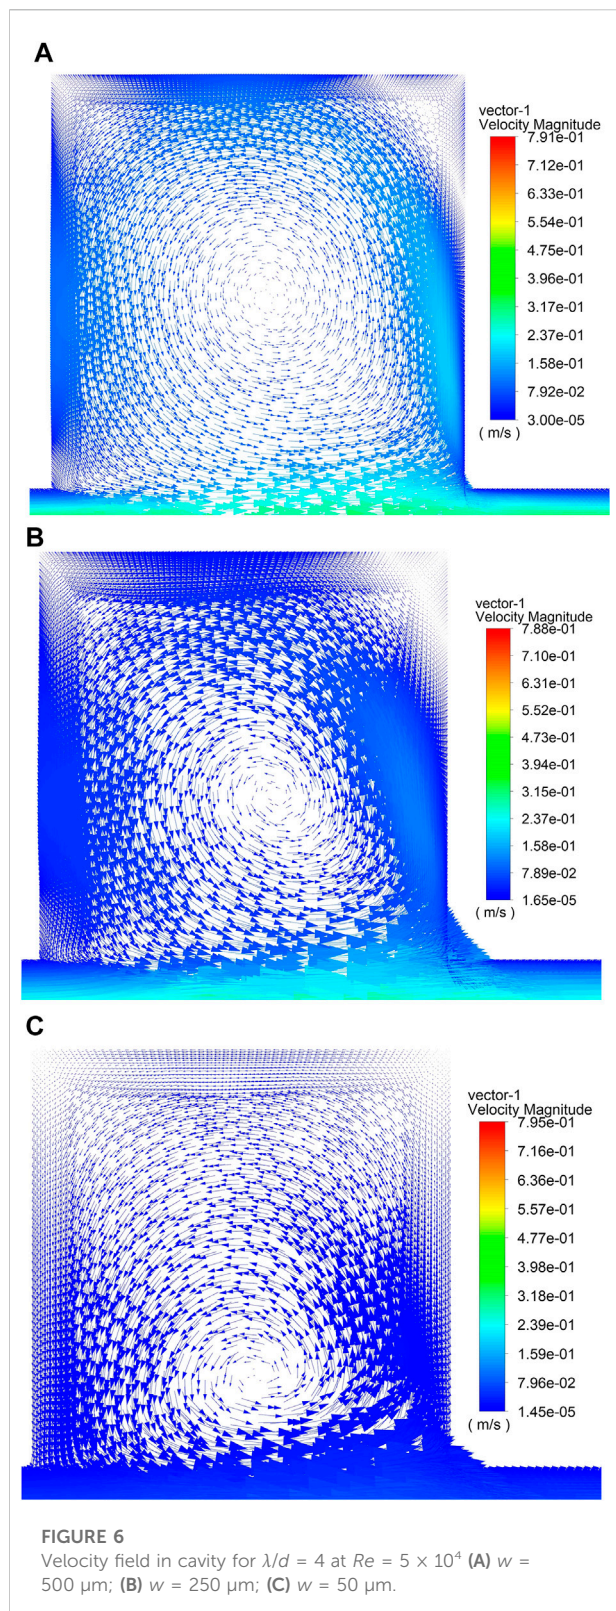 A
vector-1
Velocity Magnitude
7.91e-01
7.12e-01
6.33e-01
5.54e-01
4.75e-01
3.96e-01
3.17e-01
2.37e-01
1.58e-01
7.92e-02
3.00e-05
( m/s )
B
vector-1
Velocity Magnitude
7.88e-01
7.10e-01
6.31e-01
5.52e-01
4.73e-01
3.94e-01
3.15e-01
2.37e-01
1.58e-01
7.89e-02
1.65e-05
( m/s )
C
vector-1
Velocity Magnitude
7.95e-01
7.16e-01
6.36e-01
5.57e-01
4.77e-01
3.98e-01
3.18e-01
2.39e-01
1.59e-01
7.96e-02
1.45e-05
( m/s )
FIGURE 6
Velocity field in cavity for λ/d = 4 at Re = 5 × 10⁴ (A) w =
500 μm; (B) w = 250 μm; (C) w = 50 μm.